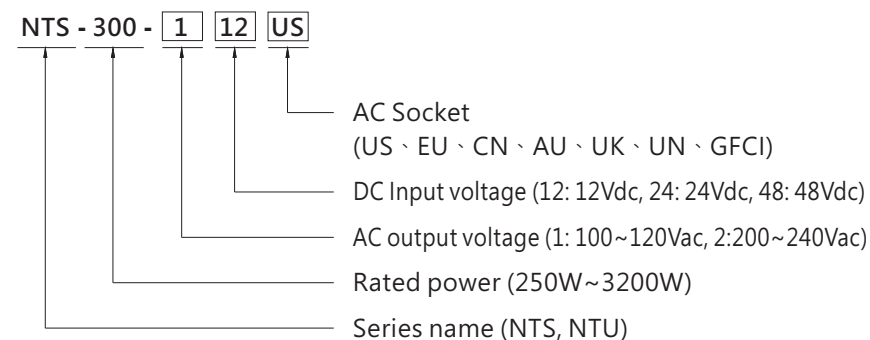 NTS - 300 - 1 12 US
AC Socket
(US、EU、CN、AU、UK、UN、GFCI)
DC Input voltage (12: 12Vdc, 24: 24Vdc, 48: 48Vdc)
AC output voltage (1: 100~120Vac, 2:200~240Vac)
Rated power (250W~3200W)
Series name (NTS, NTU)